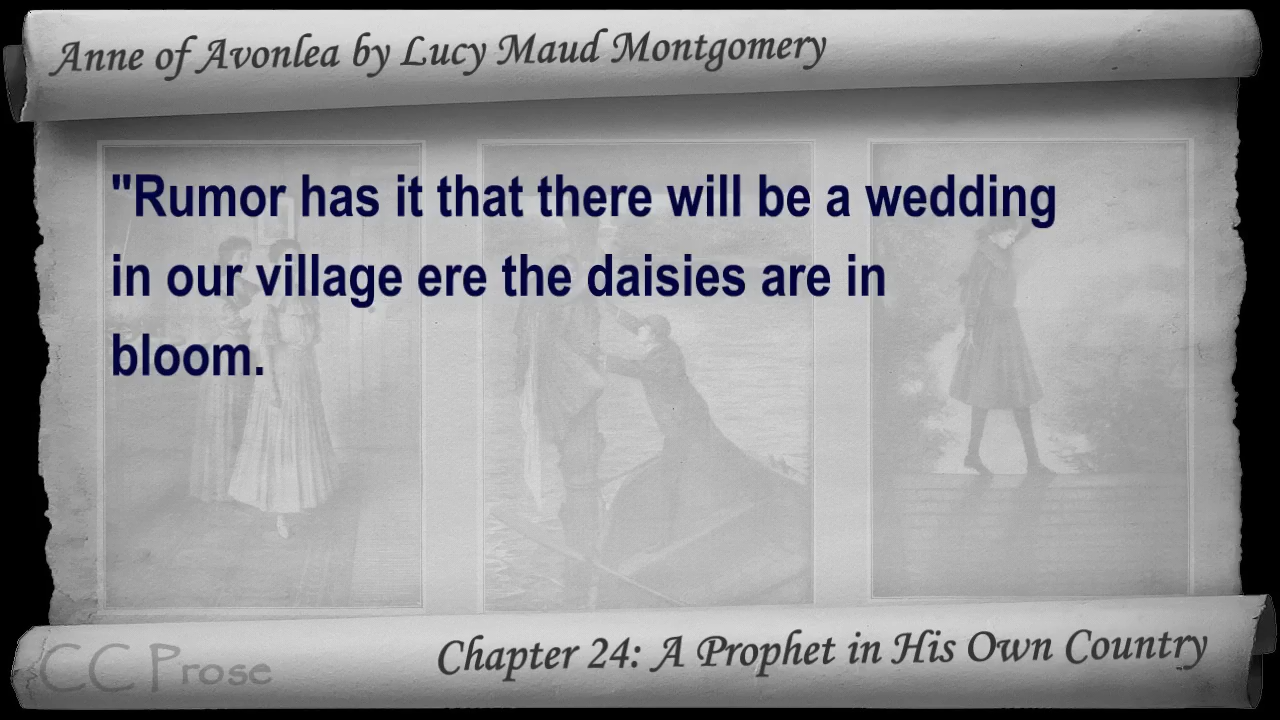 Anne of Avonlea by Lucy Maud Montgomery
"Rumor has it that there will be a wedding
in our village ere the daisies are in
bloom.
CC Prose
Chapter 24: A Prophet in His Own Country